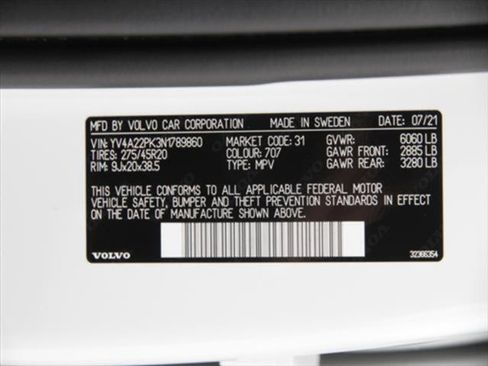 MFD BY VOLVO CAR CORPORATION MADE IN SWEDEN DATE: 07/21
VIN: YV4A22PK3N1789860 MARKET CODE: 31 GVWR: 6060 LB
TIRES: 275/45R20 COLOUR: 707 GAWR FRONT: 2885 LB
RIM: 9Jx20x38.5 TYPE: MPV GAWR REAR: 3280 LB
THIS VEHICLE CONFORMS TO ALL APPLICABLE FEDERAL MOTOR
VEHICLE SAFETY, BUMPER AND THEFT PREVENTION STANDARDS IN EFFECT
ON THE DATE OF MANUFACTURE SHOWN ABOVE.
VOLVO 32366354